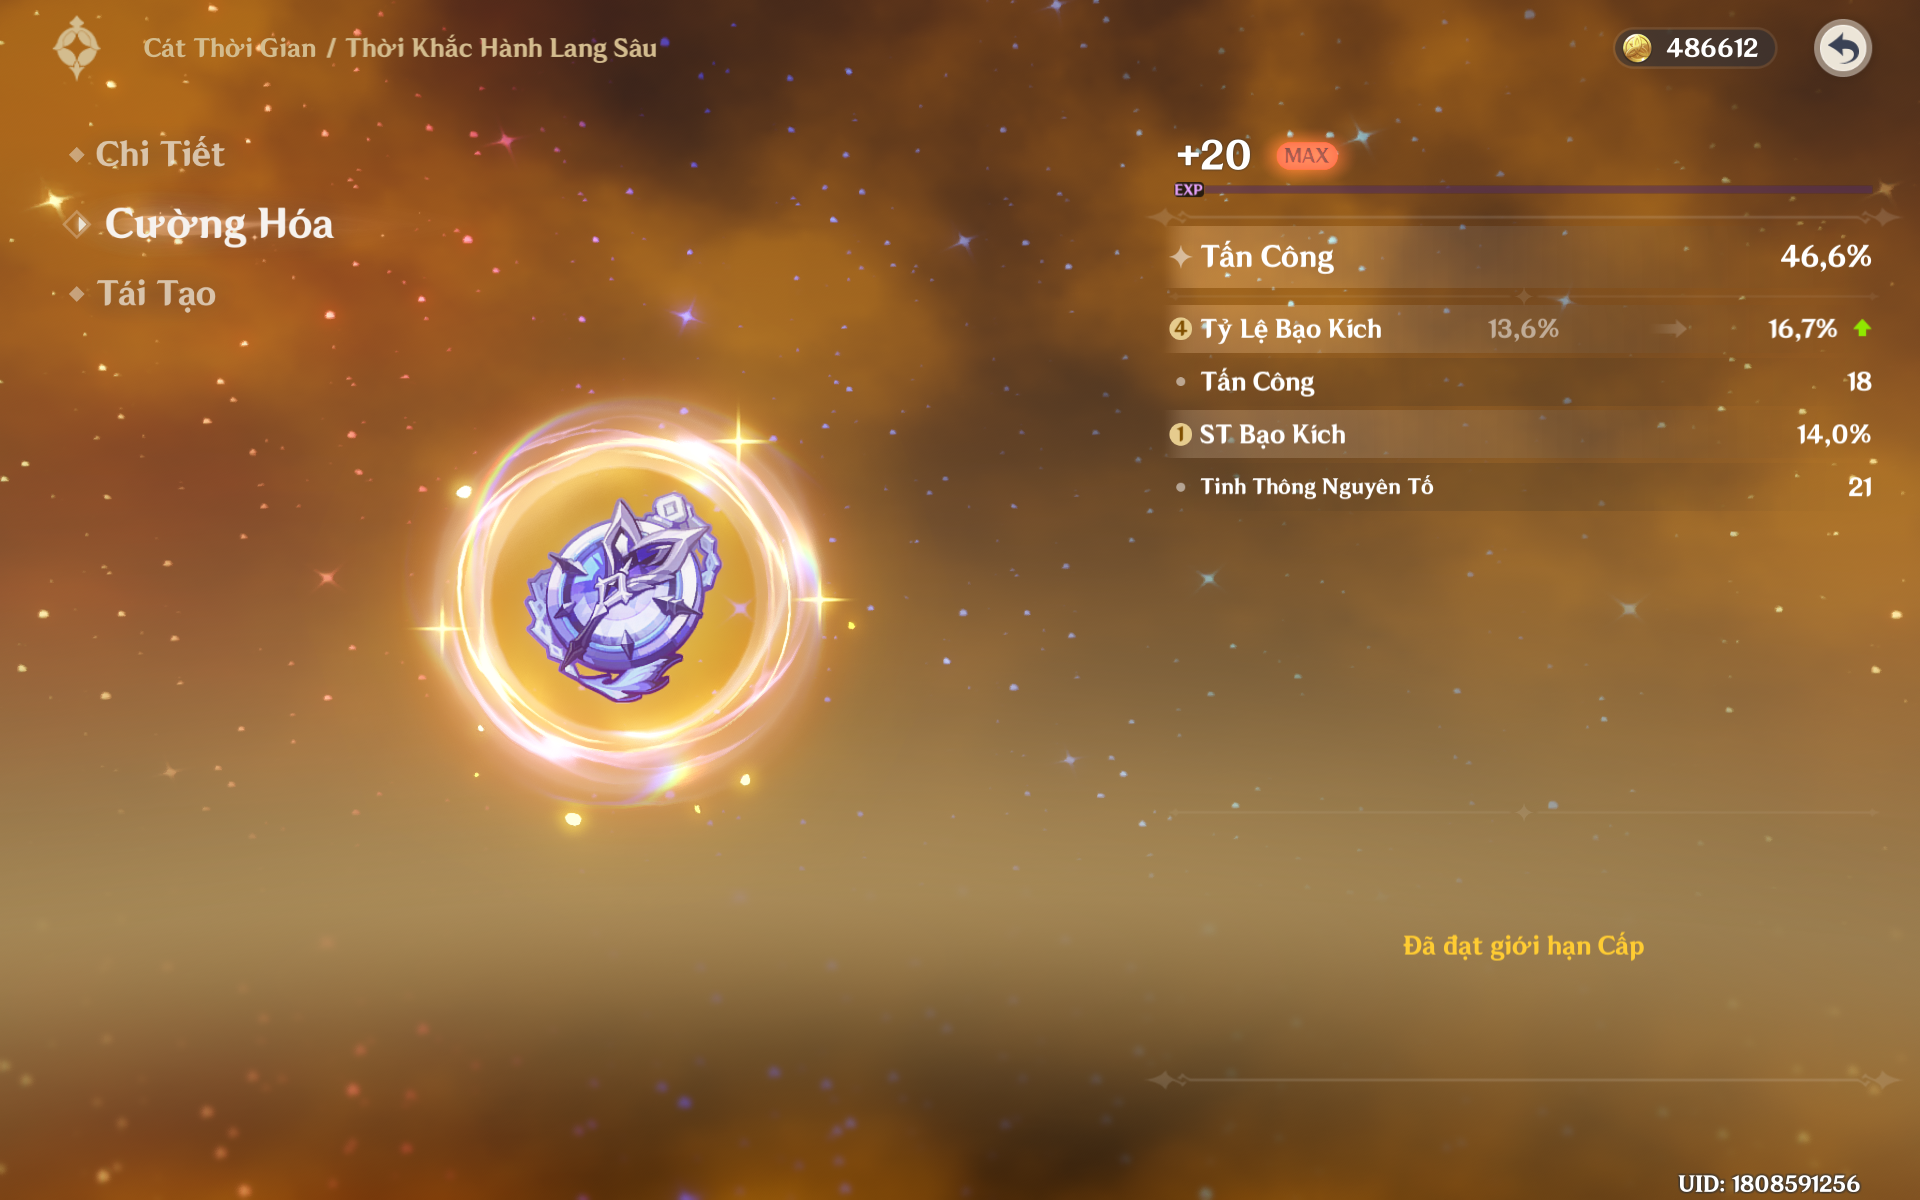 Cát Thời Gian / Thời Khắc Hành Lang Sâu
486612
Chi Tiết
Cường Hóa
Tái Tạo
+20 MAX
EXP
Tấn Công 46,6%
4 Tỷ Lệ Bạo Kích 13,6% 16,7%
Tấn Công 18
1 ST Bạo Kích 14,0%
Tinh Thông Nguyên Tố 21
Đã đạt giới hạn Cấp
UID: 1808591256